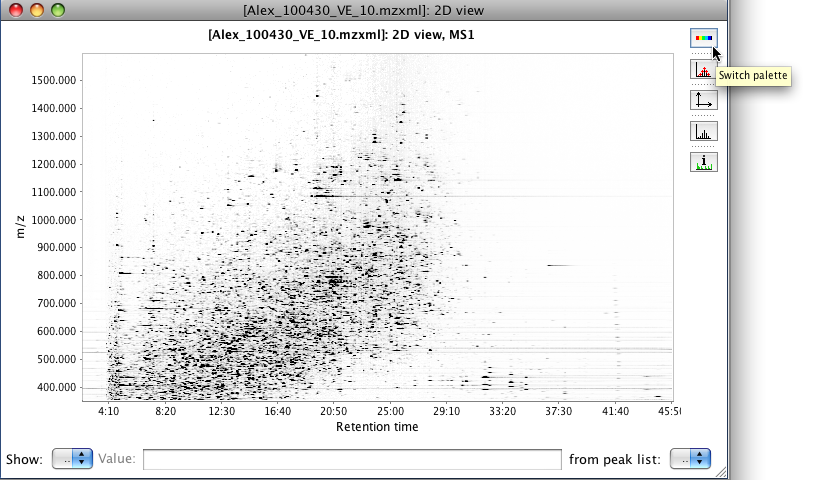 [Alex_100430_VE_10.mzxml]: 2D view
[Alex_100430_VE_10.mzxml]: 2D view, MS1
Switch palette
i
m/z
1500.000
1400.000
1300.000
1200.000
1100.000
1000.000
900.000
800.000
700.000
600.000
500.000
400.000
4:10 8:20 12:30 16:40 20:50 25:00 29:10 33:20 37:30 41:40 45:50
Retention time
Show: .. Value: from peak list: ..